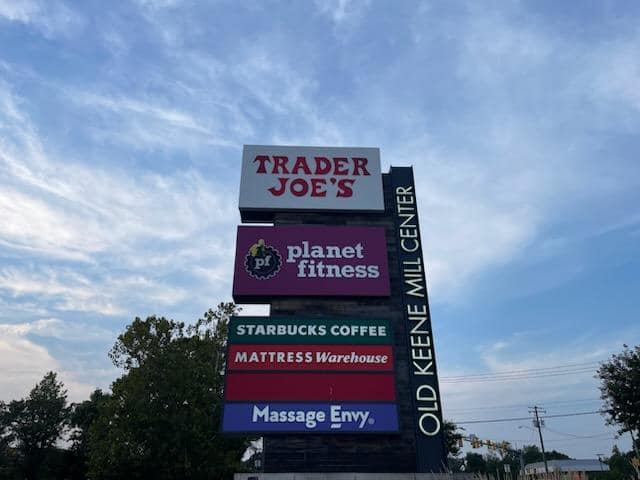 TRADER
JOE'S
pf
planet
fitness
STARBUCKS COFFEE
MATTRESS Warehouse
Massage Envy®
OLD KEENE MILL CENTER